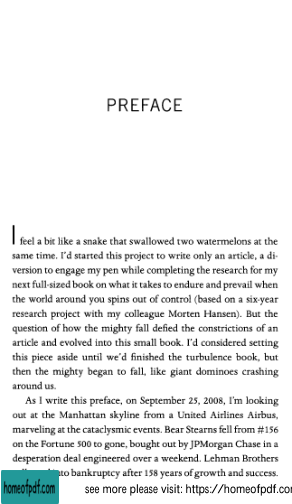 PREFACE
I feel a bit like a snake that swallowed two watermelons at the
same time. I'd started this project to write only an article, a di-
version to engage my pen while completing the research for my
next full-sized book on what it takes to endure and prevail when
the world around you spins out of control (based on a six-year
research project with my colleague Morten Hansen). But the
question of how the mighty fall defied the constrictions of an
article and evolved into this small book. I'd considered setting
this piece aside until we'd finished the turbulence book, but
then the mighty began to fall, like giant dominoes crashing
around us.
As I write this preface, on September 25, 2008, I'm looking
out at the Manhattan skyline from a United Airlines Airbus,
marveling at the cataclysmic events. Bear Stearns fell from #156
on the Fortune 500 to gone, bought out by JPMorgan Chase in a
desperation deal engineered over a weekend. Lehman Brothers
into bankruptcy after 158 years of growth and success.
homeofpdf.com
see more please visit: https://homeofpdf.com